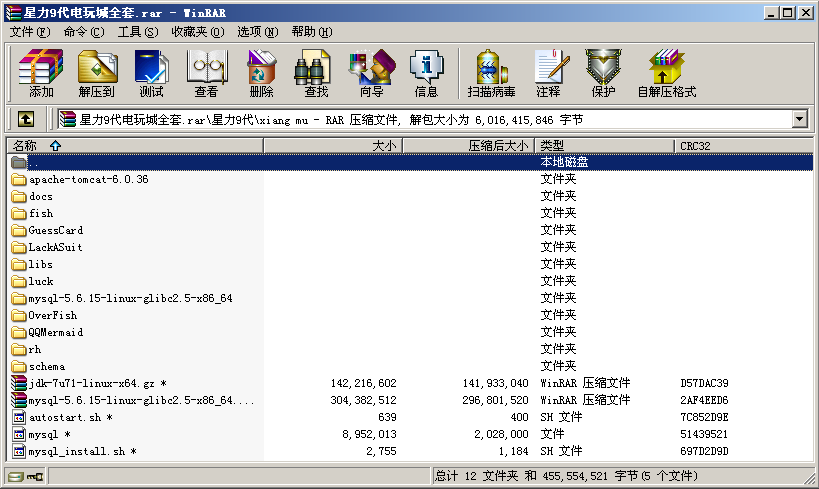 星力9代电玩城全套.rar - WinRAR
文件(F) 命令(C) 工具(S) 收藏夹(O) 选项(N) 帮助(H)
添加 解压到 测试 查看 删除 查找 向导 信息 扫描病毒 注释 保护 自解压格式
星力9代电玩城全套.rar\星力9代\xiang mu - RAR 压缩文件, 解包大小为 6,016,415,846 字节
名称 大小 压缩后大小 类型 CRC32
.. 本地磁盘
apache-tomcat-6.0.36 文件夹
docs 文件夹
fish 文件夹
GuessCard 文件夹
LackASuit 文件夹
libs 文件夹
luck 文件夹
mysql-5.6.15-linux-glibc2.5-x86_64 文件夹
OverFish 文件夹
QQMermaid 文件夹
rh 文件夹
schema 文件夹
jdk-7u71-linux-x64.gz * 142,216,602 141,933,040 WinRAR 压缩文件 D57DAC39
mysql-5.6.15-linux-glibc2.5-x86_64.... 304,382,512 296,801,520 WinRAR 压缩文件 2AF4EED6
autostart.sh * 639 400 SH 文件 7C852D9E
mysql * 8,952,013 2,028,000 文件 51439521
mysql_install.sh * 2,755 1,184 SH 文件 697D2D9D
总计 12 文件夹 和 455,554,521 字节(5 个文件)